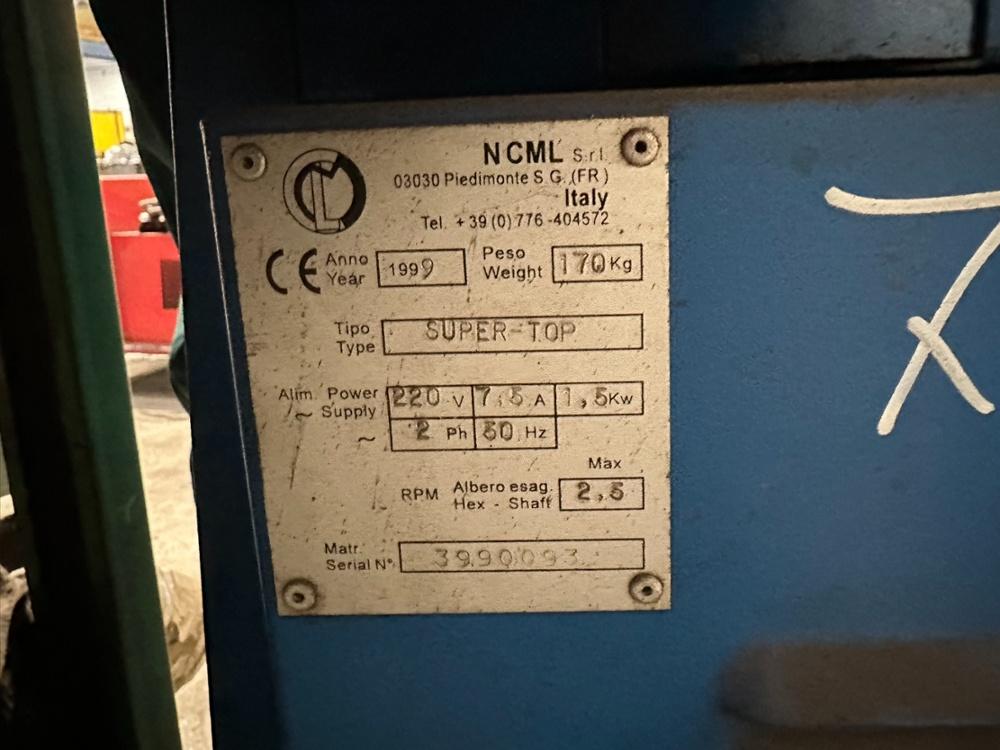 NCML S.r.l.
03030 Piedimonte S.G. (FR)
Italy
Tel. +39 (0) 776 -404572
CE Anno Year 1999 Peso Weight 170 Kg
Tipo Type SUPER-TOP
Alim. Power ~ Supply 220 V 7,5 A 1,5 Kw
~ 2 Ph 50 Hz
Max
RPM Albero esag. Hex - Shaft 2,5
Matr. Serial N° 3990093
7
X